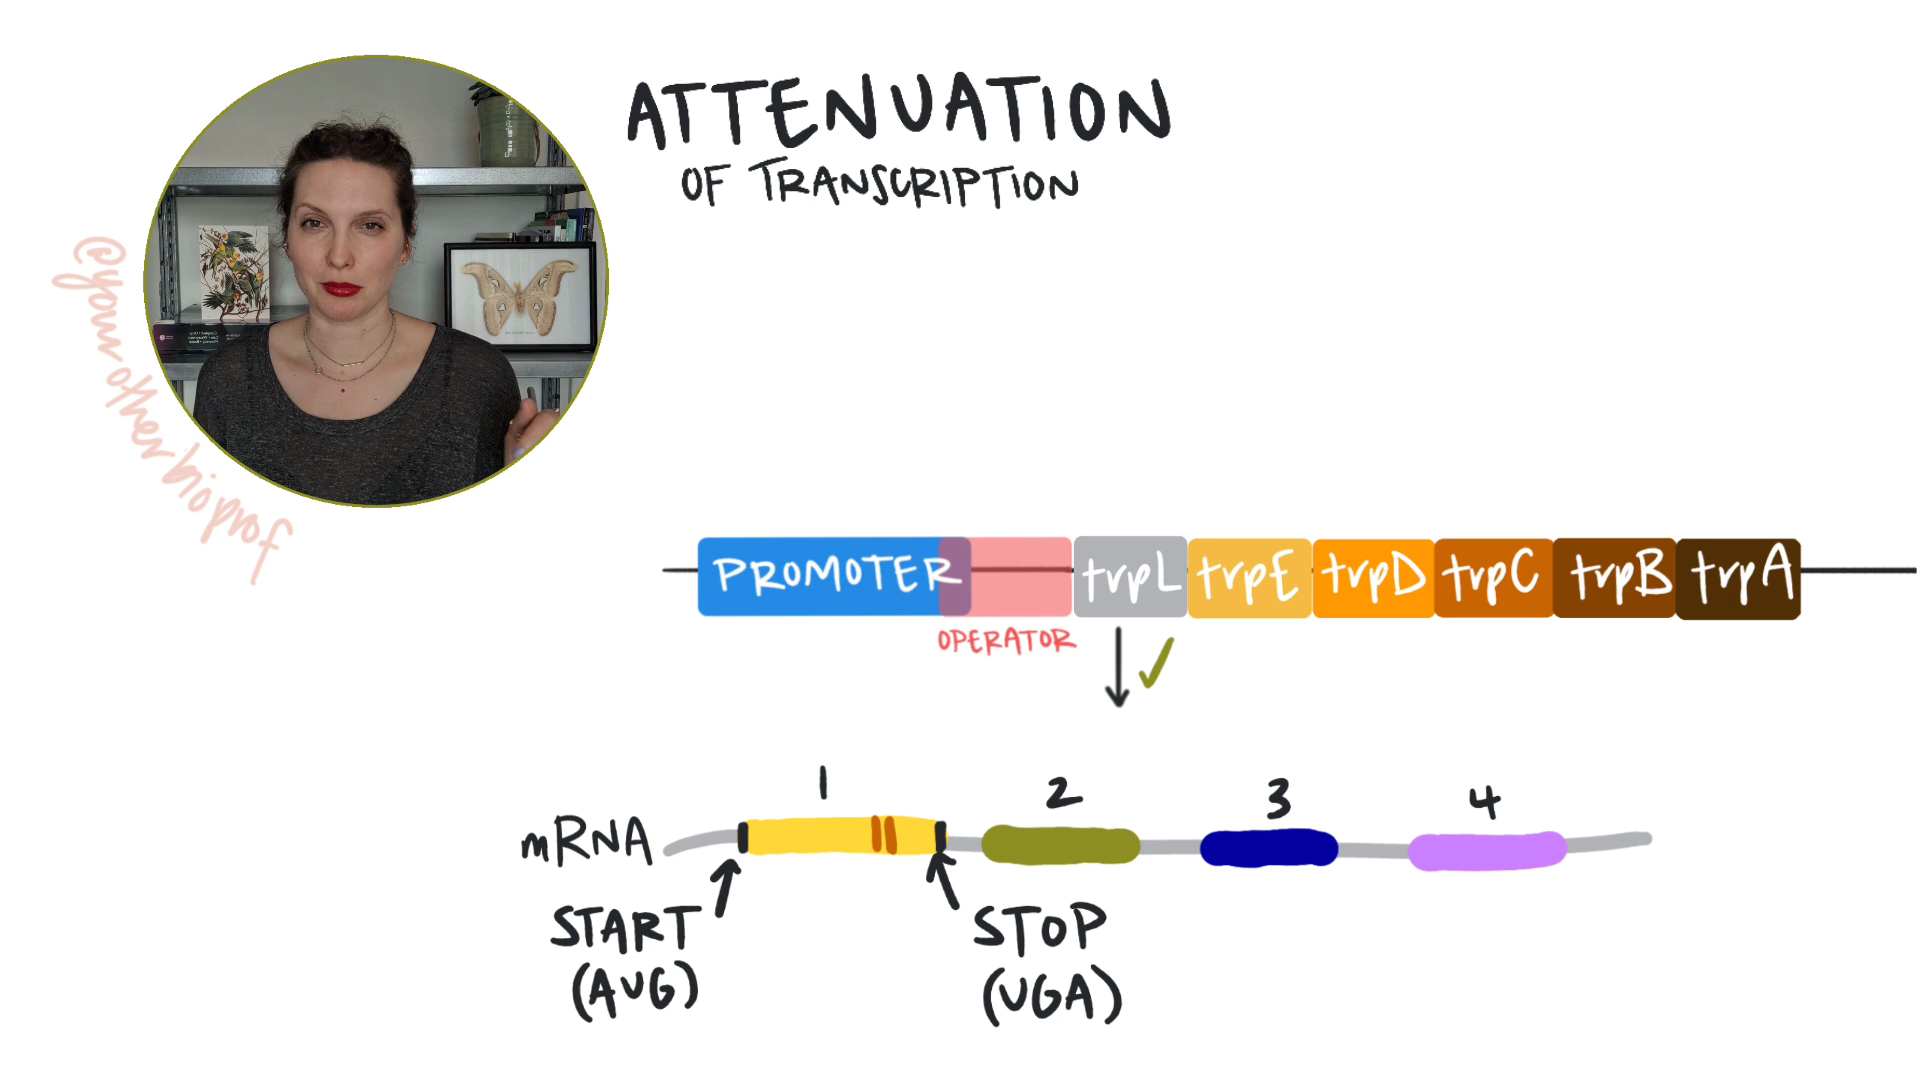 ATTENUATION
OF TRANSCRIPTION
@yourotherbioprof
PROMOTER
trpL
trpE
trpD
trpC
trpB
trpA
OPERATOR
1
2
3
4
mRNA
START
(AUG)
STOP
(UGA)